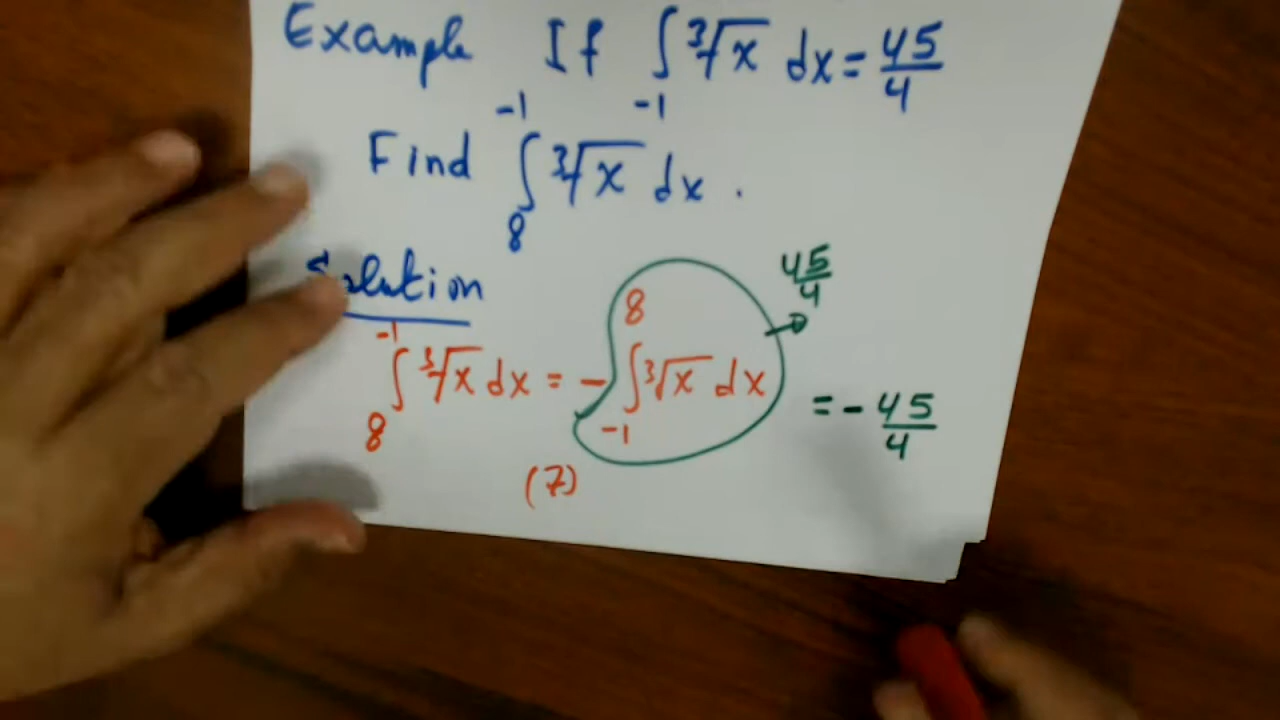 Example If ∫₋₁ ∛x dx = 45/4
Find ∫₈⁻¹ ∛x dx .
Solution
∫₈⁻¹ ∛x dx = - ∫₋₁⁸ ∛x dx → 45/4 = - 45/4
(7)